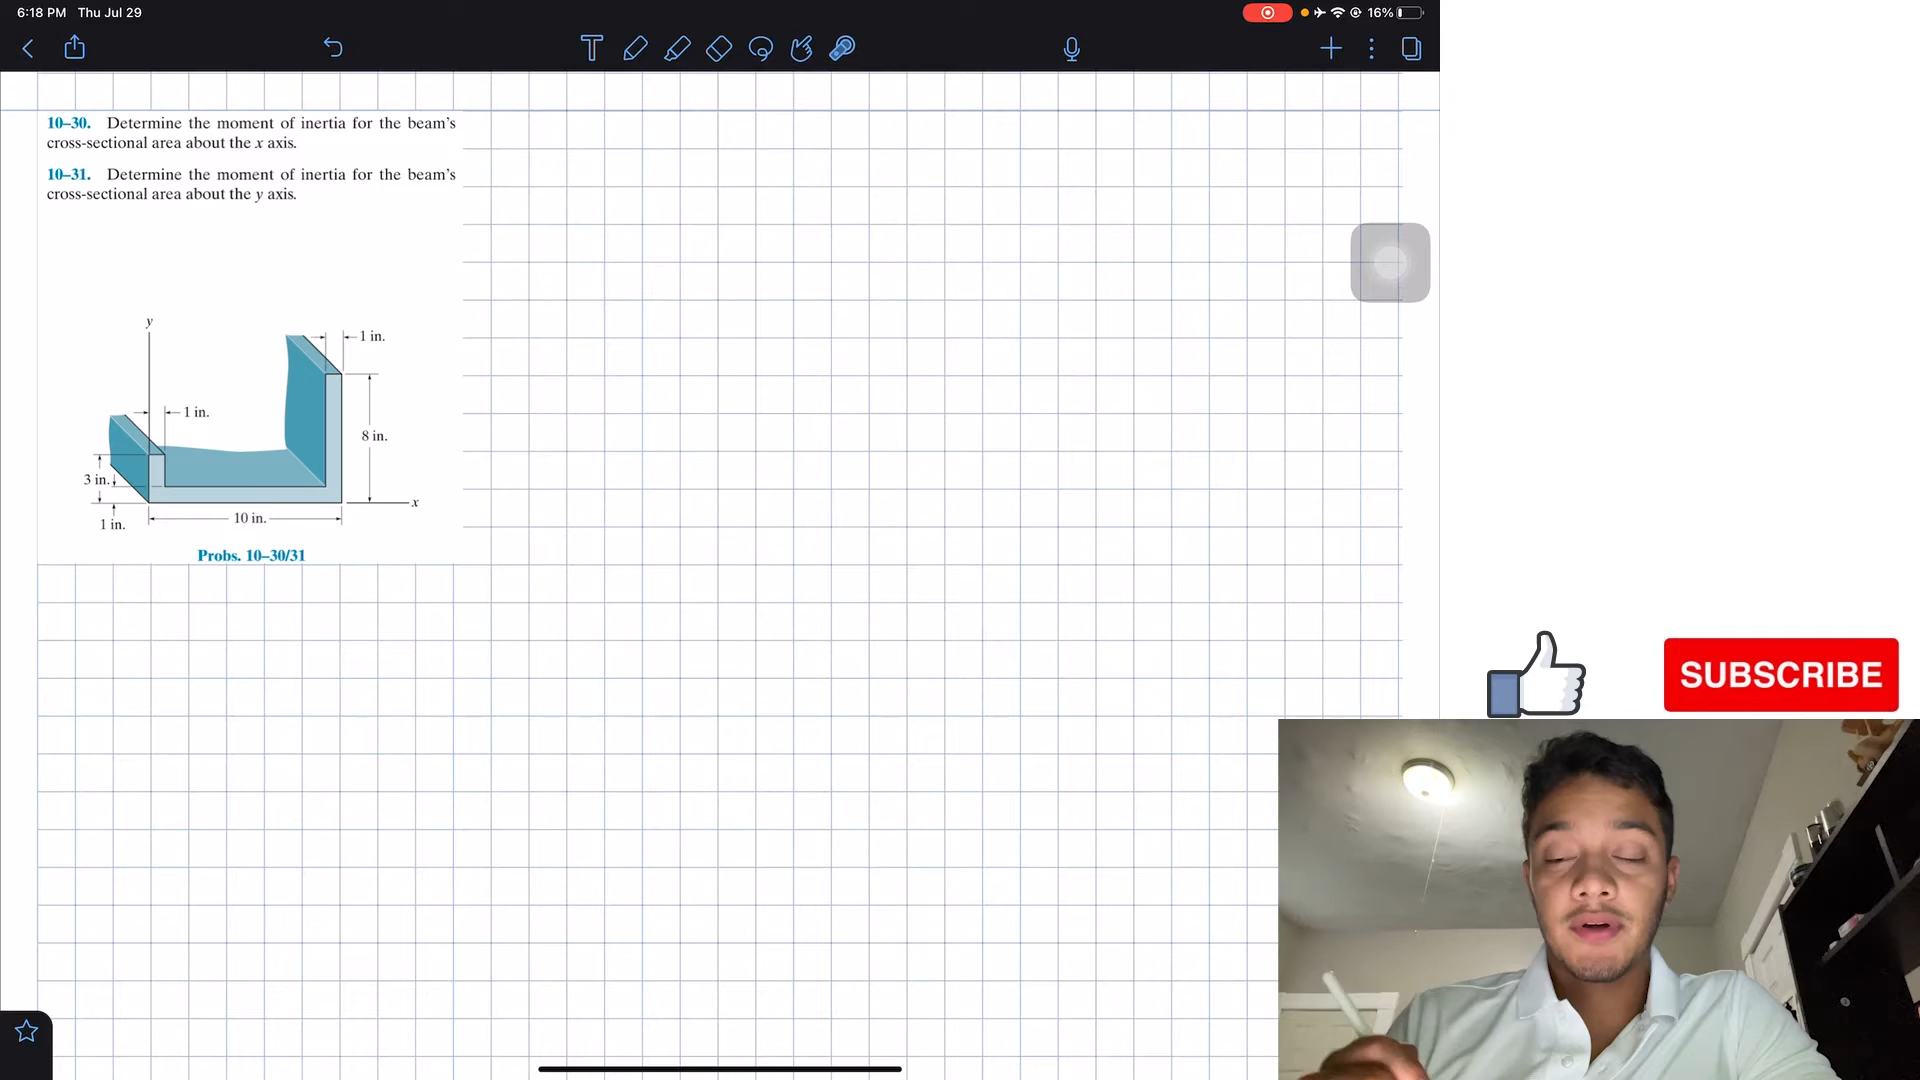 6:18 PM Thu Jul 29
16%
10–30. Determine the moment of inertia for the beam's
cross-sectional area about the x axis.
10–31. Determine the moment of inertia for the beam's
cross-sectional area about the y axis.
y
1 in.
1 in.
8 in.
3 in.
x
10 in.
1 in.
Probs. 10–30/31
SUBSCRIBE